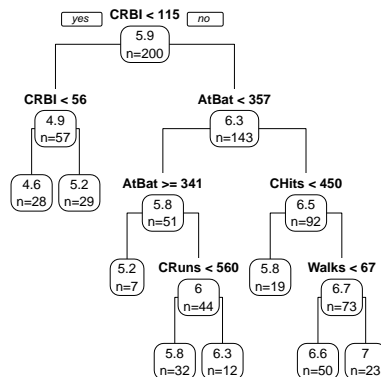 CRBI < 115
yes no
5.9
n=200
CRBI < 56
AtBat < 357
4.9
n=57
6.3
n=143
AtBat >= 341
CHits < 450
4.6
n=28
5.2
n=29
5.8
n=51
6.5
n=92
CRuns < 560
Walks < 67
5.2
n=7
6
n=44
5.8
n=19
6.7
n=73
5.8
n=32
6.3
n=12
6.6
n=50
7
n=23